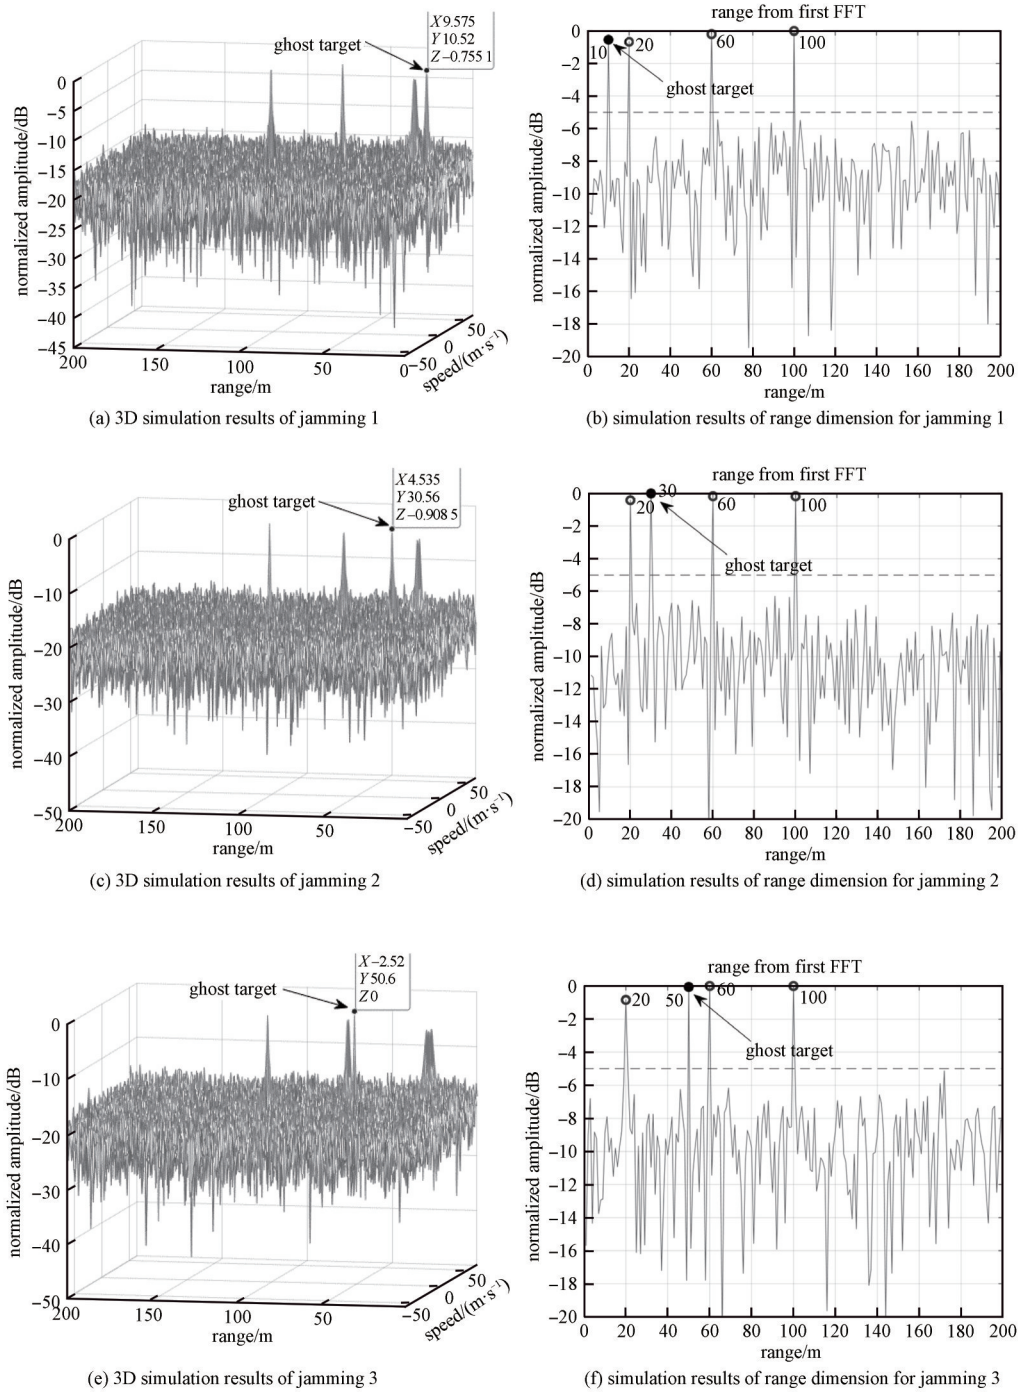 X 9.575
Y 10.52
Z −0.755 1
ghost target
normalized amplitude/dB
0
−5
−10
−15
−20
−25
−30
−35
−40
−45
200
150
100
50
0
range/m
−50
0
50
speed/(m·s⁻¹)
(a) 3D simulation results of jamming 1
range from first FFT
10
20
60
100
ghost target
normalized amplitude/dB
0
−2
−4
−6
−8
−10
−12
−14
−16
−18
−20
0 20 40 60 80 100 120 140 160 180 200
range/m
(b) simulation results of range dimension for jamming 1
X 4.535
Y 30.56
Z −0.908 5
ghost target
normalized amplitude/dB
0
−10
−20
−30
−40
−50
200
150
100
50
range/m
−50
0
50
speed/(m·s⁻¹)
(c) 3D simulation results of jamming 2
range from first FFT
20
30
60
100
ghost target
normalized amplitude/dB
0
−2
−4
−6
−8
−10
−12
−14
−16
−18
−20
0 20 40 60 80 100 120 140 160 180 200
range/m
(d) simulation results of range dimension for jamming 2
X −2.52
Y 50.6
Z 0
ghost target
normalized amplitude/dB
0
−10
−20
−30
−40
−50
200
150
100
50
range/m
−50
0
50
speed/(m·s⁻¹)
(e) 3D simulation results of jamming 3
range from first FFT
20
50
60
100
ghost target
normalized amplitude/dB
0
−2
−4
−6
−8
−10
−12
−14
−16
−18
−20
0 20 40 60 80 100 120 140 160 180 200
range/m
(f) simulation results of range dimension for jamming 3